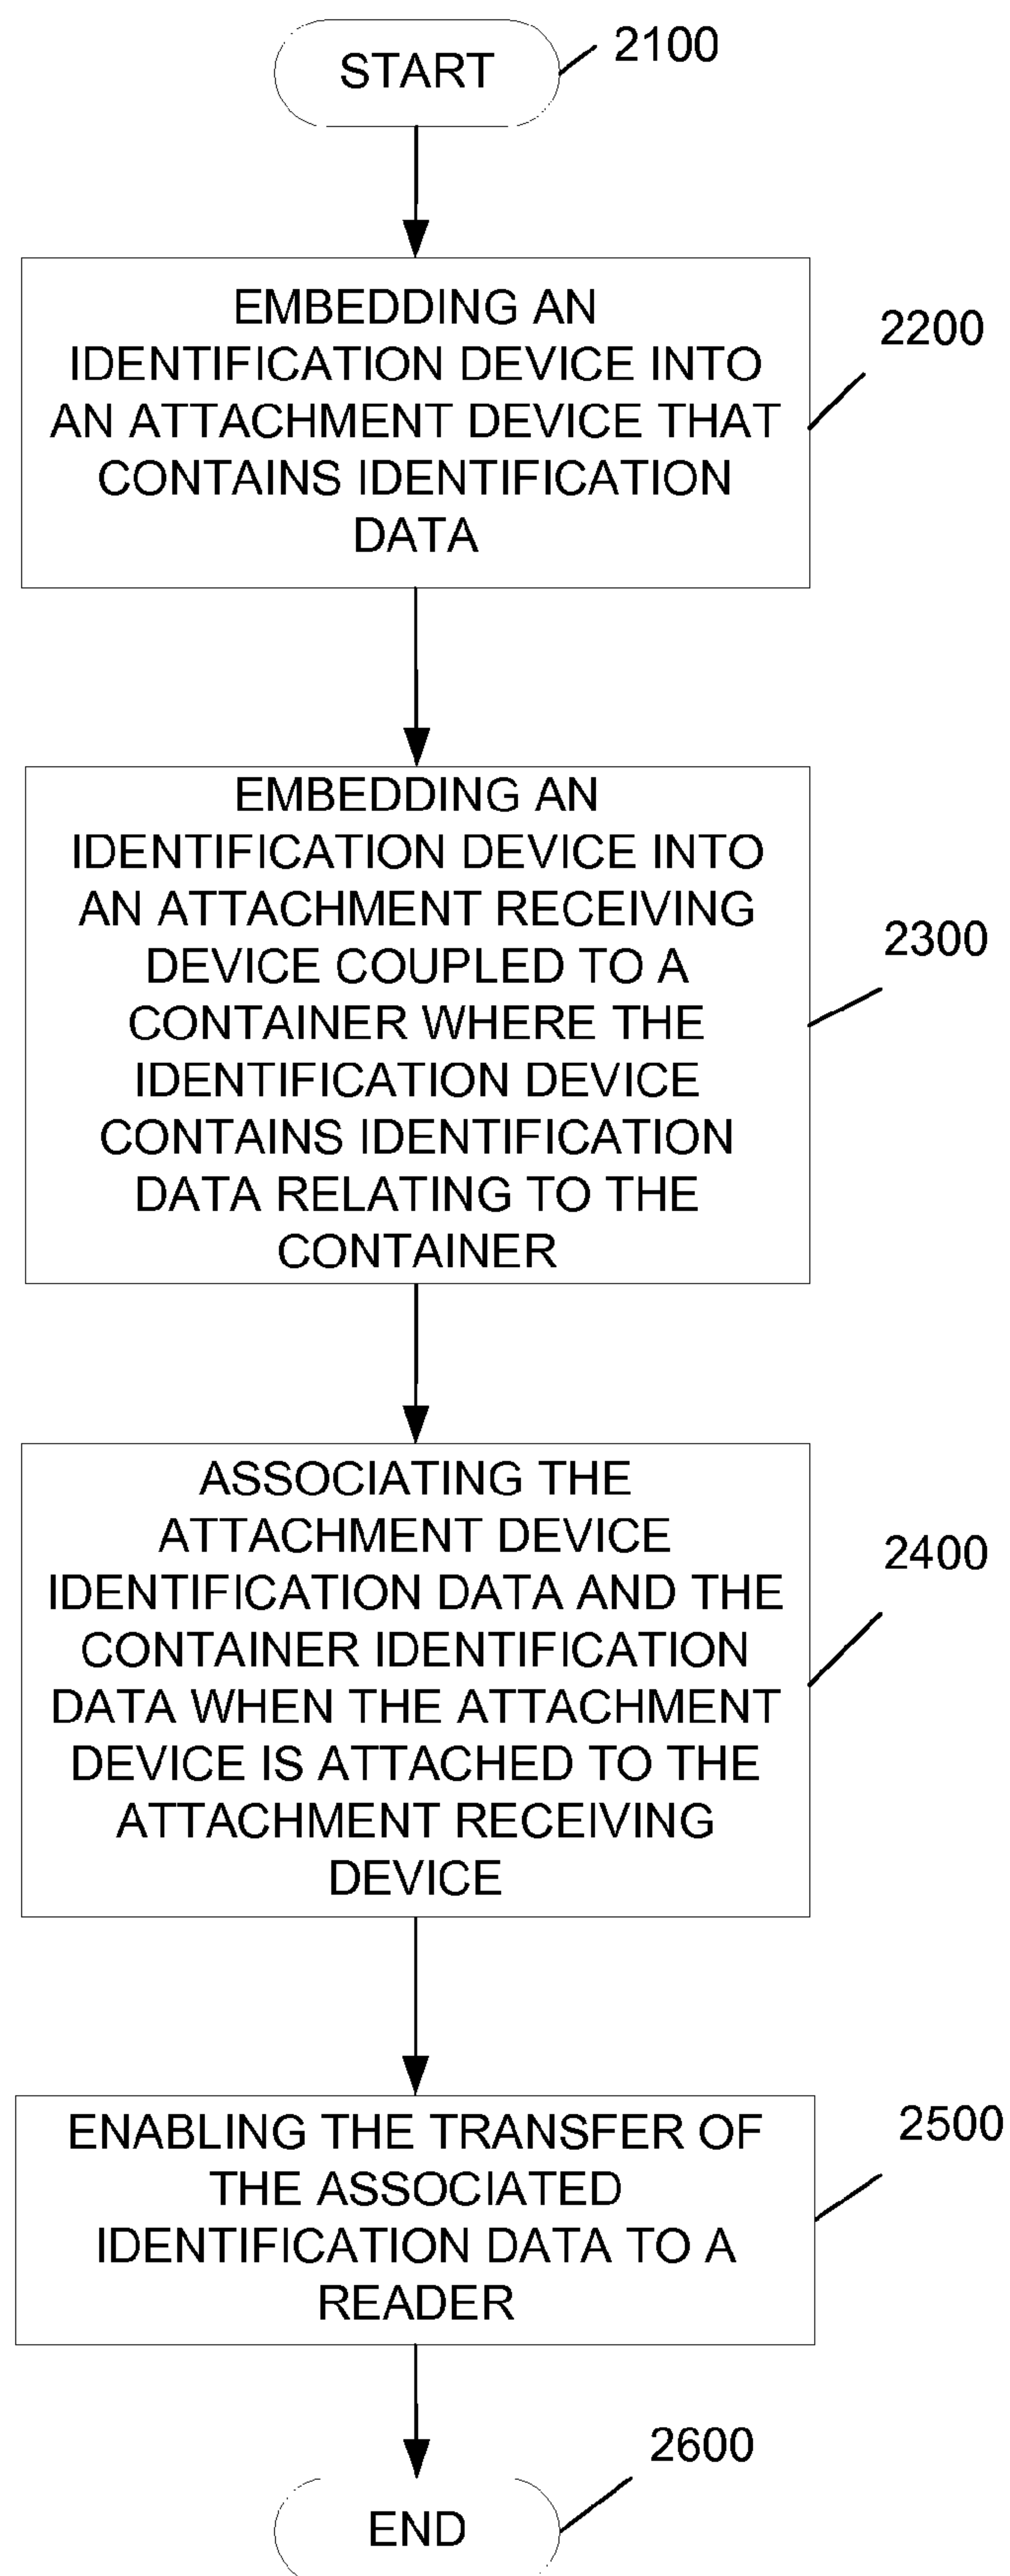 START
2100
EMBEDDING AN
IDENTIFICATION DEVICE INTO
AN ATTACHMENT DEVICE THAT
CONTAINS IDENTIFICATION
DATA
2200
EMBEDDING AN
IDENTIFICATION DEVICE INTO
AN ATTACHMENT RECEIVING
DEVICE COUPLED TO A
CONTAINER WHERE THE
IDENTIFICATION DEVICE
CONTAINS IDENTIFICATION
DATA RELATING TO THE
CONTAINER
2300
ASSOCIATING THE
ATTACHMENT DEVICE
IDENTIFICATION DATA AND THE
CONTAINER IDENTIFICATION
DATA WHEN THE ATTACHMENT
DEVICE IS ATTACHED TO THE
ATTACHMENT RECEIVING
DEVICE
2400
ENABLING THE TRANSFER OF
THE ASSOCIATED
IDENTIFICATION DATA TO A
READER
2500
END
2600